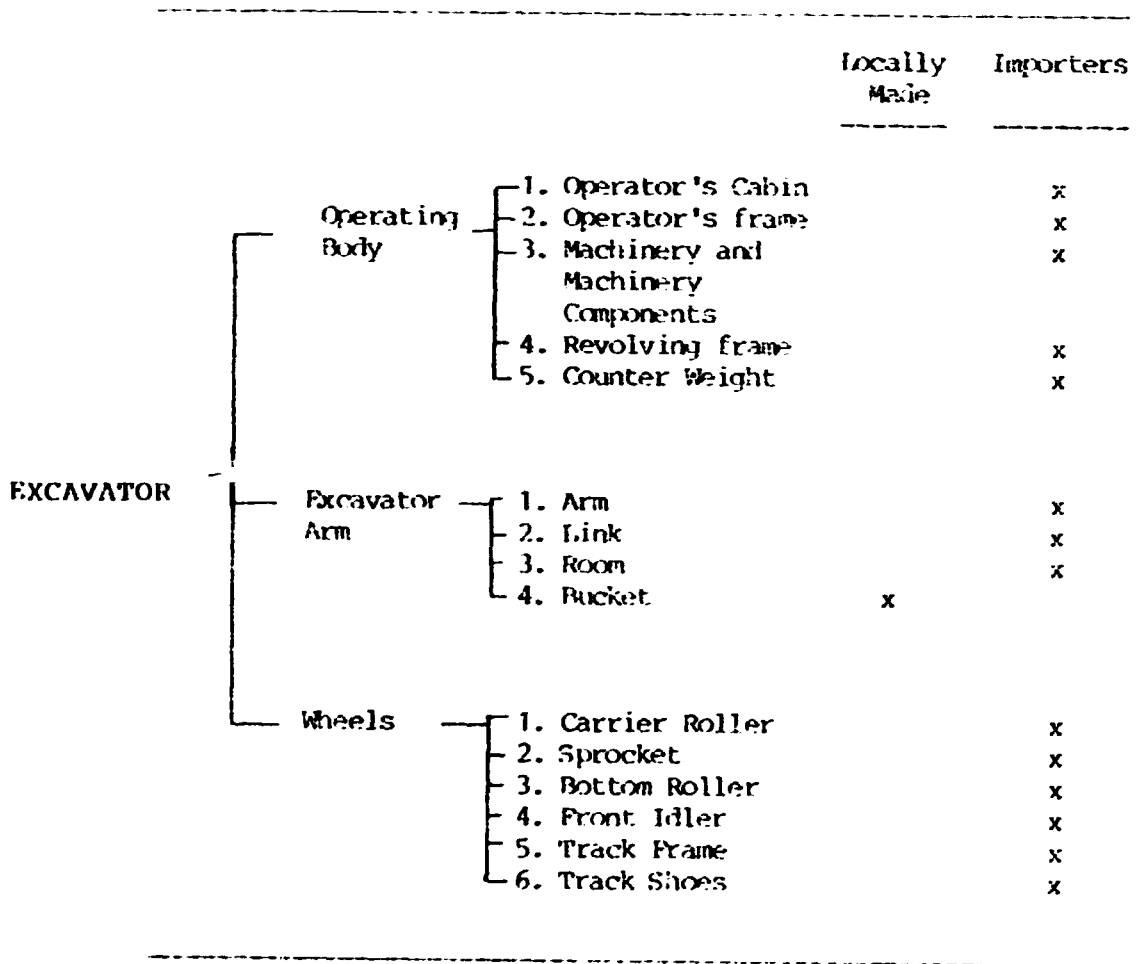 Locally Importers
Made
1. Operator's Cabin x
Operating 2. Operator's frame x
Body 3. Machinery and x
Machinery
Components
4. Revolving frame x
5. Counter Weight x
EXCAVATOR Excavator 1. Arm x
Arm 2. Link x
3. Boom x
4. Bucket x
Wheels 1. Carrier Roller x
2. Sprocket x
3. Bottom Roller x
4. Front Idler x
5. Track Frame x
6. Track Shoes x